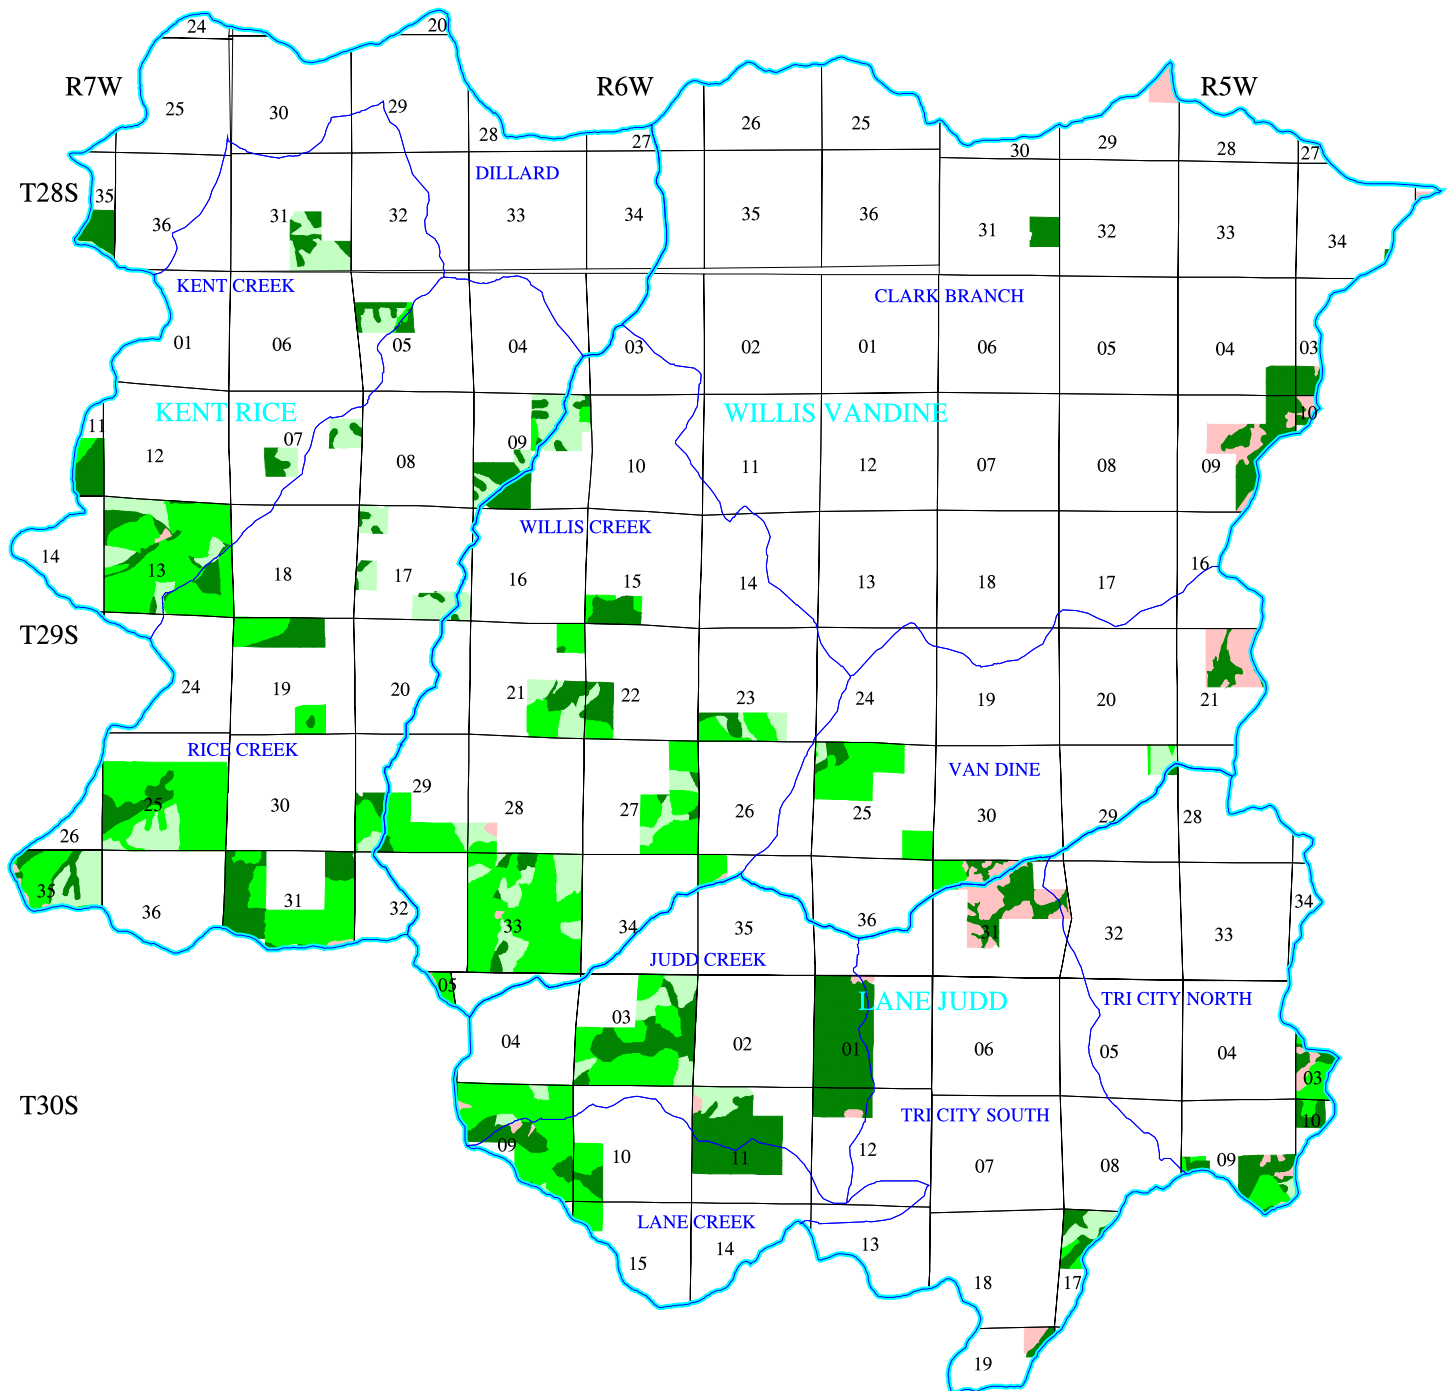 24 20
R7W R6W R5W
25 30 29 28 27 26 25 30 29 28 27
DILLARD
T28S
35 36 31 32 33 34 35 36 31 32 33 34
KENT CREEK CLARK BRANCH
01 06 05 04 03 02 01 06 05 04 03
KENT RICE WILLIS VANDINE
11 12 07 08 09 10 11 12 07 08 09 10
WILLIS CREEK
14 13 18 17 16 15 14 13 18 17 16
T29S
24 19 20 21 22 23 24 19 20 21
RICE CREEK VAN DINE
26 25 30 29 28 27 26 25 30 29 28
35 36 31 32 33 34 35 36 31 32 33 34
JUDD CREEK
LANE JUDD TRI CITY NORTH
05 04 03 02 01 06 05 04 03
T30S TRI CITY SOUTH
09 10 11 12 07 08 09 10
LANE CREEK
15 14 13 18 17
19